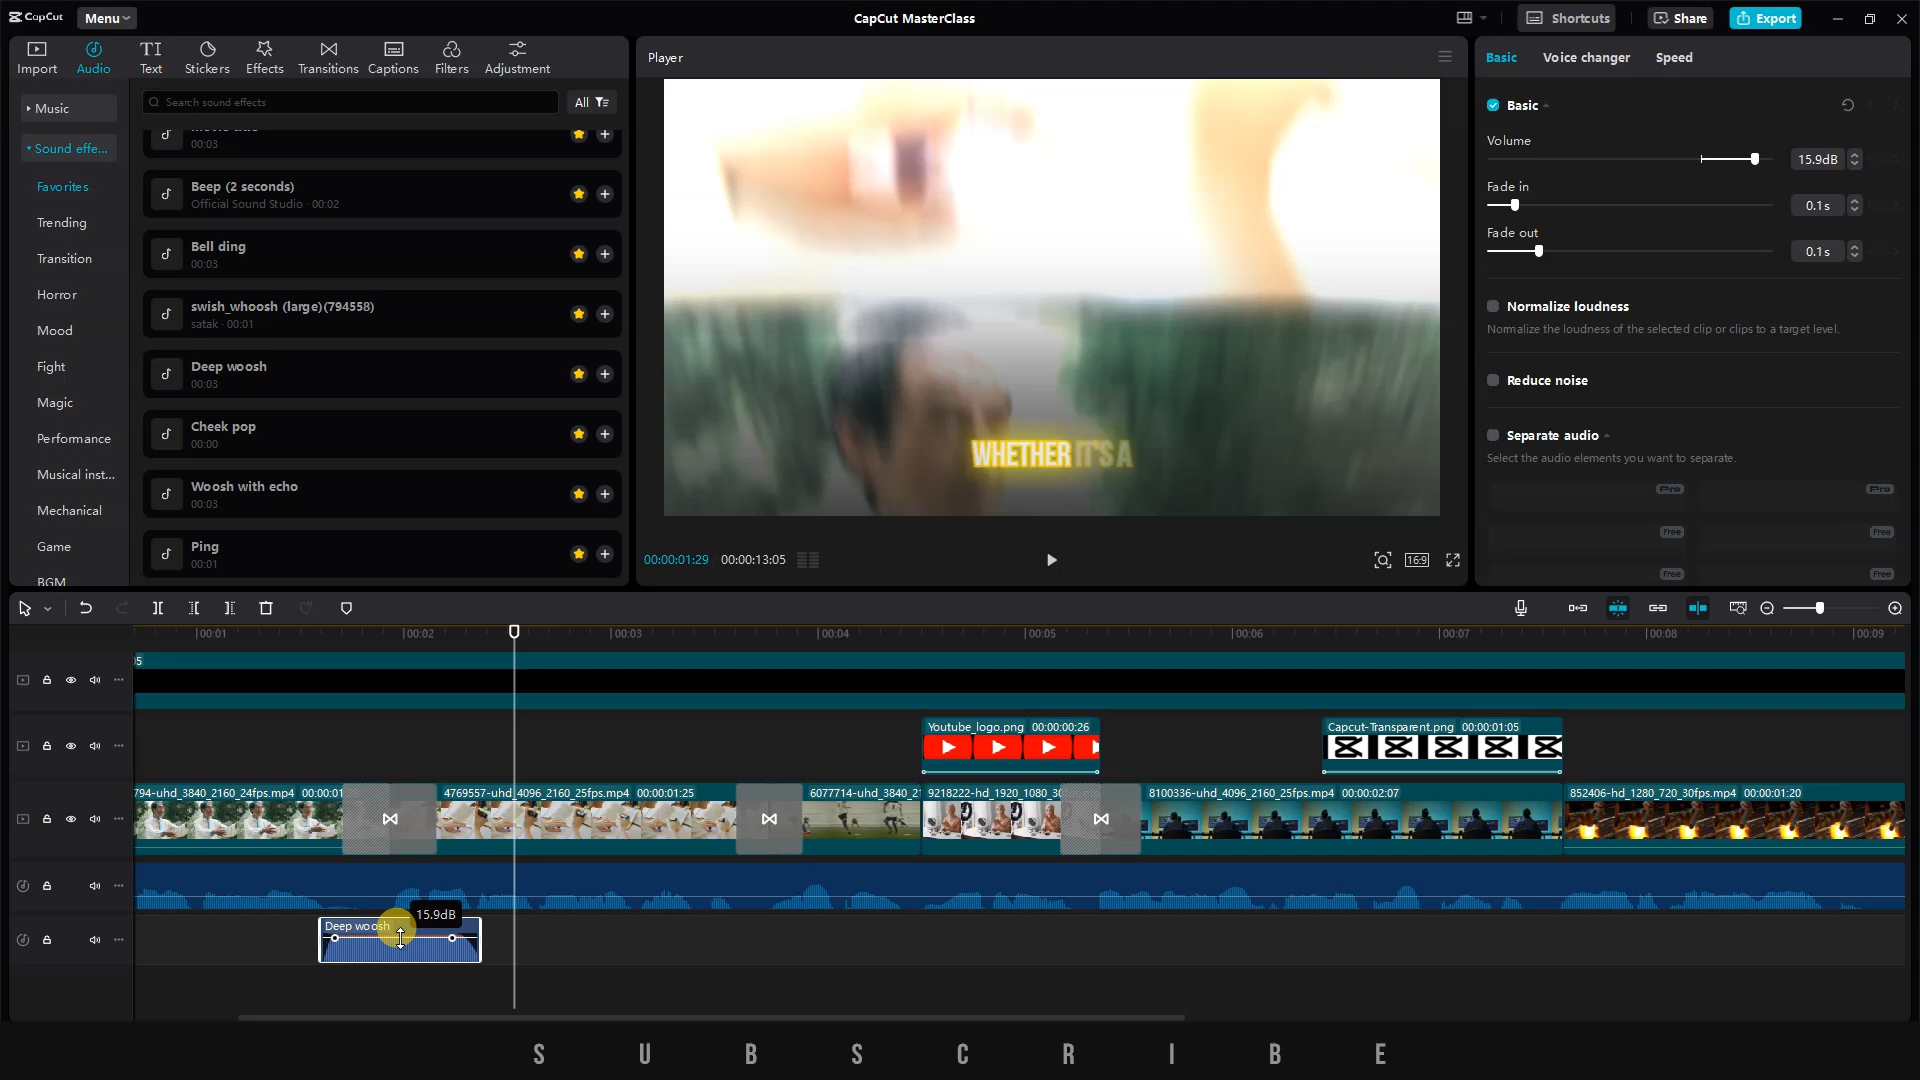 CapCut
Menu
CapCut MasterClass
Shortcuts
Share
Export
Import
Audio
TI
Text
Stickers
Effects
Transitions
Captions
Filters
Adjustment
Player
Basic
Voice changer
Speed
Music
Search sound effects
All
Basic
00:03
Volume
15.9dB
Sound effe...
Favorites
Beep (2 seconds)
Official Sound Studio · 00:02
Fade in
0.1s
Trending
Fade out
0.1s
Transition
Bell ding
00:03
Horror
swish_whoosh (large)(794558)
satak · 00:01
Normalize loudness
Normalize the loudness of the selected clip or clips to a target level.
Mood
Fight
Deep woosh
00:03
Reduce noise
Magic
Performance
Cheek pop
00:00
Separate audio
Select the audio elements you want to separate.
WHETHER IT'S A
Musical inst...
Woosh with echo
00:03
Pro
Pro
Mechanical
Free
Free
Game
Ping
00:01
00:00:01:29
00:00:13:05
16:9
Free
Free
BGM
00:01
00:02
00:03
00:04
00:05
00:06
00:07
00:08
00:09
Youtube_logo.png 00:00:00:26
Capcut-Transparent.png 00:00:01:05
794-uhd_3840_2160_24fps.mp4 00:00:01
4769557-uhd_4096_2160_25fps.mp4 00:00:01:25
6077714-uhd_3840_21
9218222-hd_1920_1080_30
8100336-uhd_4096_2160_25fps.mp4 00:00:02:07
852406-hd_1280_720_30fps.mp4 00:00:01:20
15.9dB
Deep woosh
SUBSCRIBE